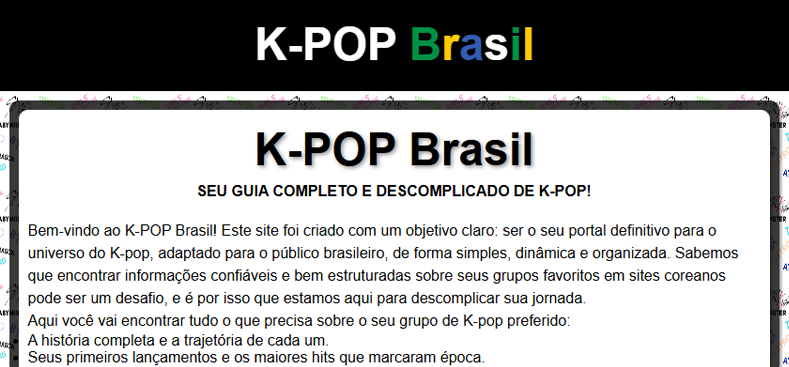 K-POP Brasil
K-POP Brasil
SEU GUIA COMPLETO E DESCOMPLICADO DE K-POP!
Bem-vindo ao K-POP Brasil! Este site foi criado com um objetivo claro: ser o seu portal definitivo para o
universo do K-pop, adaptado para o público brasileiro, de forma simples, dinâmica e organizada. Sabemos
que encontrar informações confiáveis e bem estruturadas sobre seus grupos favoritos em sites coreanos
pode ser um desafio, e é por isso que estamos aqui para descomplicar sua jornada.
Aqui você vai encontrar tudo o que precisa sobre o seu grupo de K-pop preferido:
A história completa e a trajetória de cada um.
Seus primeiros lançamentos e os maiores hits que marcaram época.